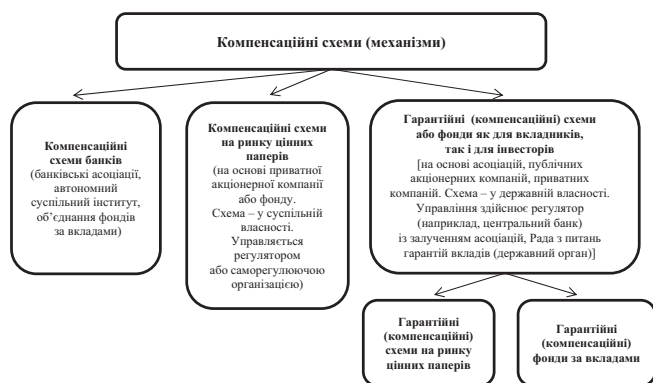 Компенсаційні схеми (механізми)
Компенсаційні
схеми банків
(банківські асоціації,
автономний
суспільний інститут,
об’єднання фондів
за вкладами)
Компенсаційні схеми
на ринку цінних
паперів
(на основі приватної
акціонерної компанії
або фонду.
Схема – у суспільній
власності.
Управляється
регулятором
або саморегулюючою
організацією)
Гарантійні (компенсаційні) схеми
або фонди як для вкладників,
так і для інвесторів
[на основі асоціацій, публічних
акціонерних компаній, приватних
компаній. Схема – у державній власності.
Управління здійснює регулятор
(наприклад, центральний банк)
із залученням асоціацій, Рада з питань
гарантій вкладів (державний орган)]
Гарантійні
(компенсаційні)
схеми на ринку
цінних паперів
Гарантійні
(компенсаційні)
фонди за вкладами